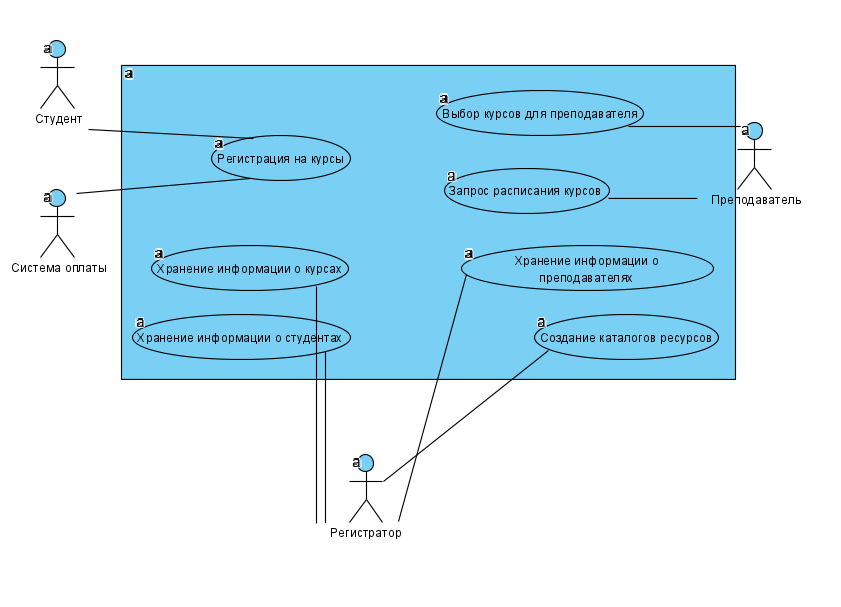 a
Студент
a
a
Выбор курсов для преподавателя
a
Регистрация на курсы
a
Преподаватель
a
Запрос расписания курсов
a
Система оплаты
a
Хранение информации о курсах
a
Хранение информации о
преподавателях
a
Хранение информации о студентах
a
Создание каталогов ресурсов
a
Регистратор